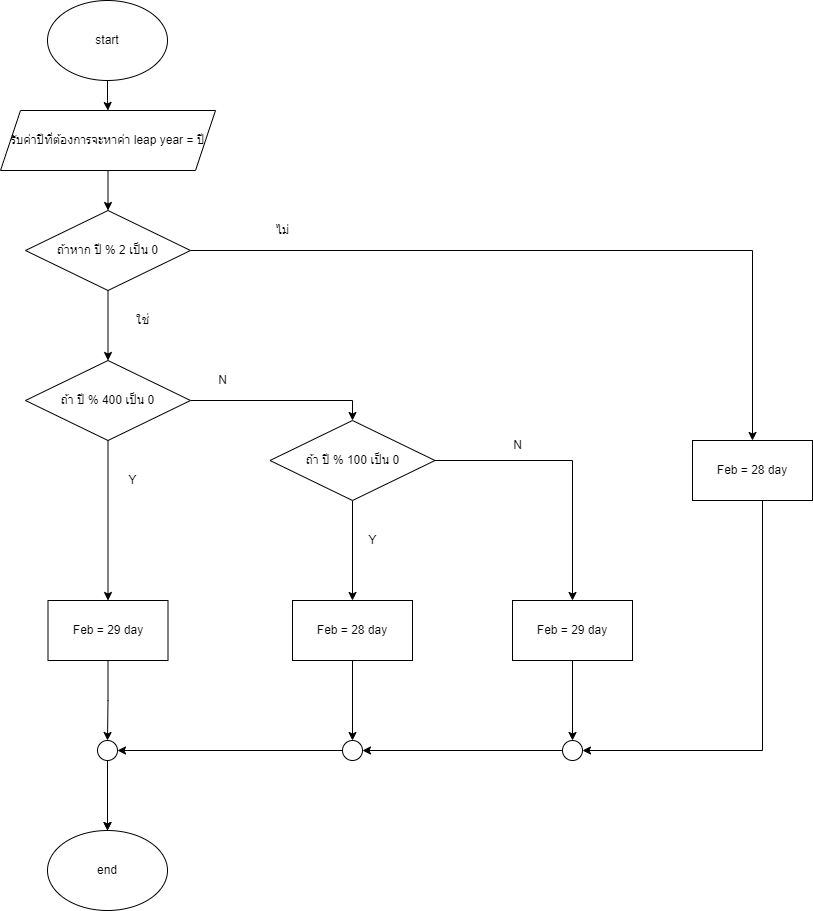 start
รับค่าปีที่ต้องการจะหาค่า leap year = ปี
ถ้าหาก ปี % 2 เป็น 0
ไม่
ใช่
ถ้า ปี % 400 เป็น 0
N
ถ้า ปี % 100 เป็น 0
N
Feb = 28 day
Y
Y
Feb = 29 day
Feb = 28 day
Feb = 29 day
end